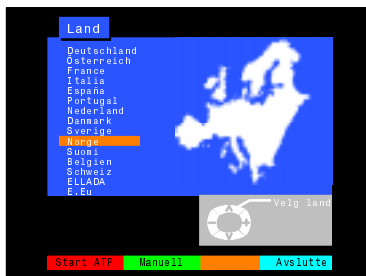 Land
Deutschland
Österreich
France
Italia
España
Portugal
Nederland
Danmark
Sverige
Norge
Suomi
Belgien
Schweiz
ELLADA
E.Eu
Velg land
Start ATP Manuell Avslutte